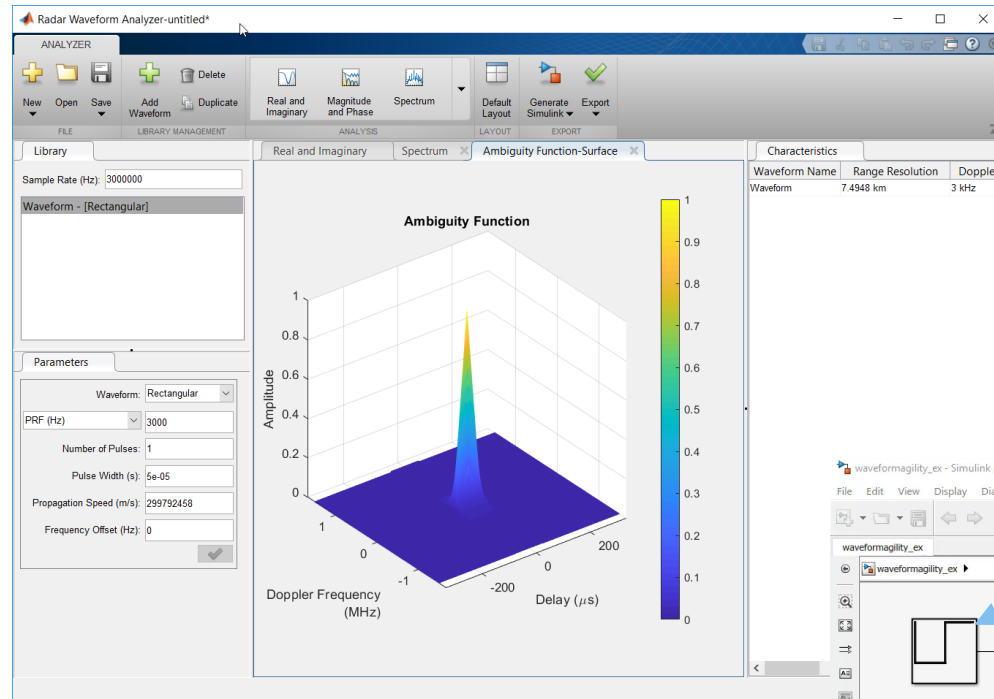 Radar Waveform Analyzer-untitled*
ANALYZER
New
Open
Save
Add Waveform
Delete
Duplicate
Real and Imaginary
Magnitude and Phase
Spectrum
Default Layout
Generate Simulink
Export
FILE
LIBRARY MANAGEMENT
ANALYSIS
LAYOUT
EXPORT
Library
Sample Rate (Hz): 3000000
Waveform - [Rectangular]
Parameters
Waveform: Rectangular
PRF (Hz) 3000
Number of Pulses: 1
Pulse Width (s): 5e-05
Propagation Speed (m/s): 299792458
Frequency Offset (Hz): 0
Real and Imaginary
Spectrum
Ambiguity Function-Surface
Ambiguity Function
1
0.8
0.6
0.4
0.2
0
Amplitude
1
0
-1
Doppler Frequency
(MHz)
-200
0
200
Delay (μs)
1
0.9
0.8
0.7
0.6
0.5
0.4
0.3
0.2
0.1
0
Characteristics
Waveform Name Range Resolution Dopple
Waveform 7.4948 km 3 kHz
waveformagility_ex - Simulink
File Edit View Display Dia
waveformagility_ex
waveformagility_ex